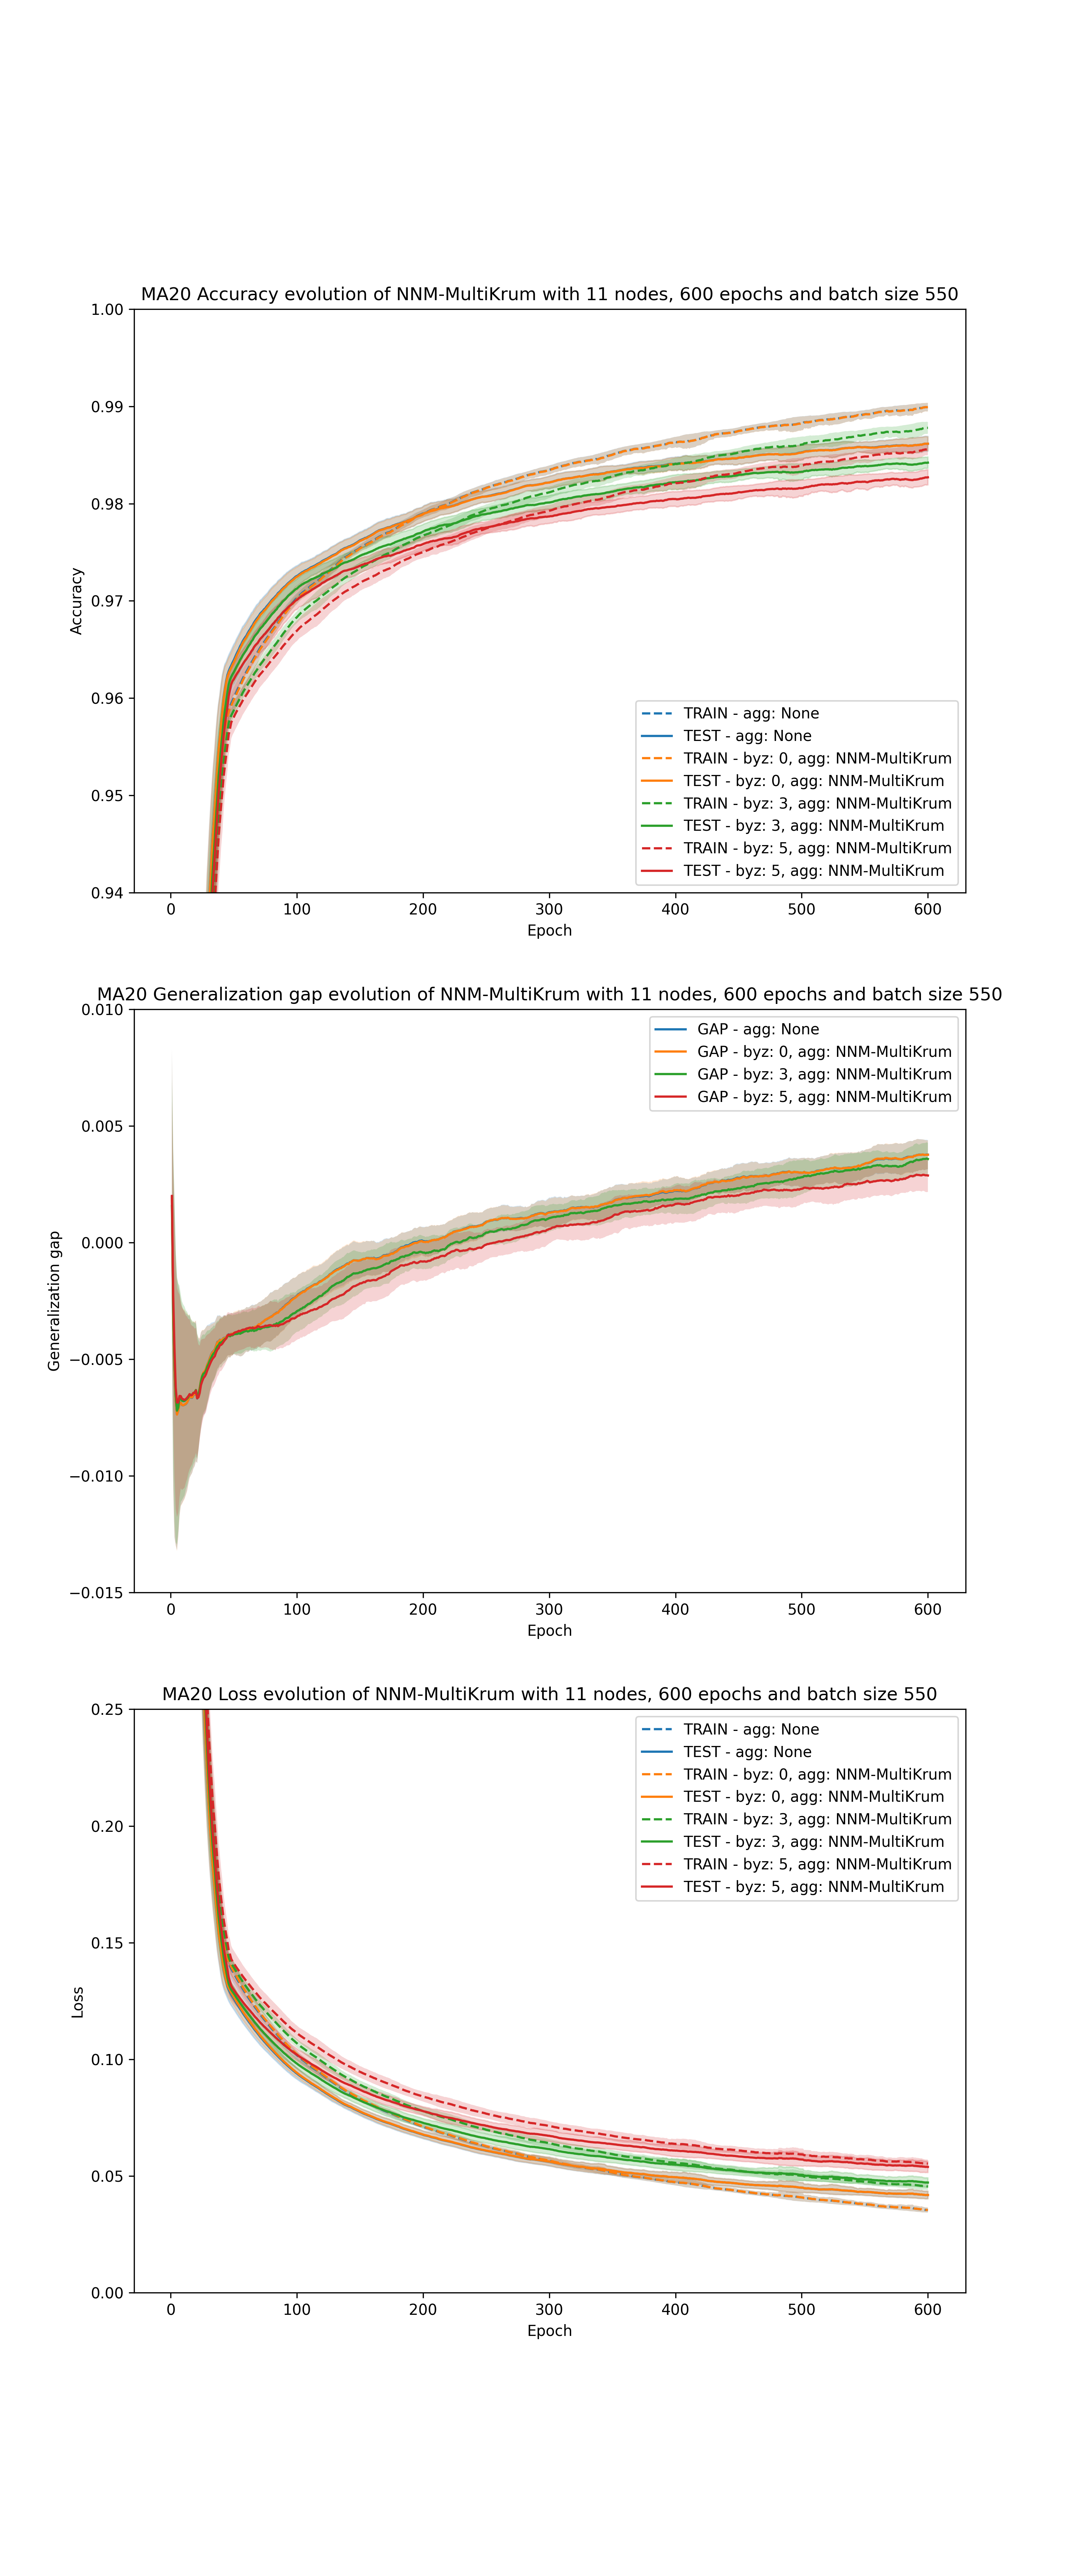 MA20 Accuracy evolution of NNM-MultiKrum with 11 nodes, 600 epochs and batch size 550
1.00
0.99
0.98
0.97
0.96
0.95
0.94
Accuracy
TRAIN - agg: None
TEST - agg: None
TRAIN - byz: 0, agg: NNM-MultiKrum
TEST - byz: 0, agg: NNM-MultiKrum
TRAIN - byz: 3, agg: NNM-MultiKrum
TEST - byz: 3, agg: NNM-MultiKrum
TRAIN - byz: 5, agg: NNM-MultiKrum
TEST - byz: 5, agg: NNM-MultiKrum
0 100 200 300 400 500 600
Epoch
MA20 Generalization gap evolution of NNM-MultiKrum with 11 nodes, 600 epochs and batch size 550
0.010
0.005
0.000
−0.005
−0.010
−0.015
Generalization gap
GAP - agg: None
GAP - byz: 0, agg: NNM-MultiKrum
GAP - byz: 3, agg: NNM-MultiKrum
GAP - byz: 5, agg: NNM-MultiKrum
0 100 200 300 400 500 600
Epoch
MA20 Loss evolution of NNM-MultiKrum with 11 nodes, 600 epochs and batch size 550
0.25
0.20
0.15
0.10
0.05
0.00
Loss
TRAIN - agg: None
TEST - agg: None
TRAIN - byz: 0, agg: NNM-MultiKrum
TEST - byz: 0, agg: NNM-MultiKrum
TRAIN - byz: 3, agg: NNM-MultiKrum
TEST - byz: 3, agg: NNM-MultiKrum
TRAIN - byz: 5, agg: NNM-MultiKrum
TEST - byz: 5, agg: NNM-MultiKrum
0 100 200 300 400 500 600
Epoch